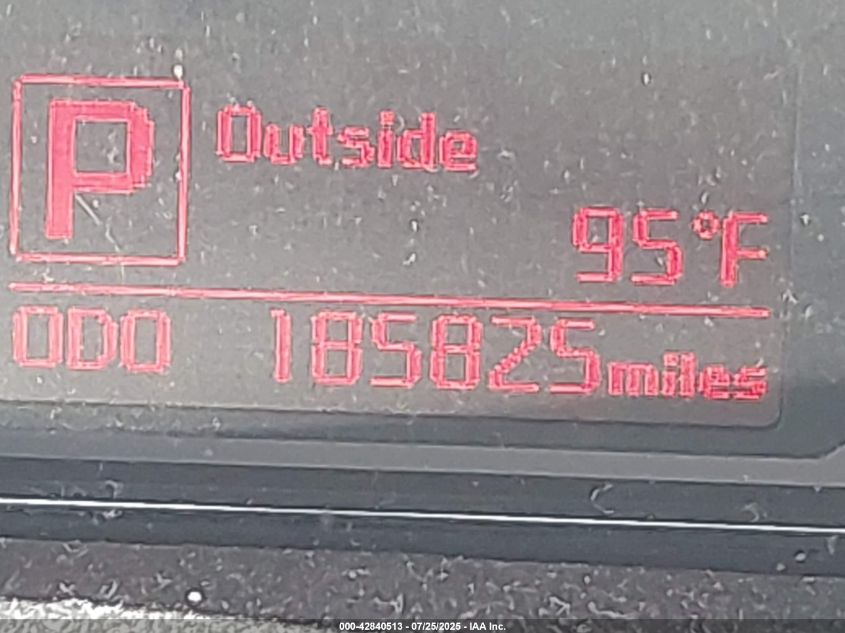 P
Outside
95°F
ODO 185825 miles
000-42840513 - 07/25/2025 - IAA Inc.